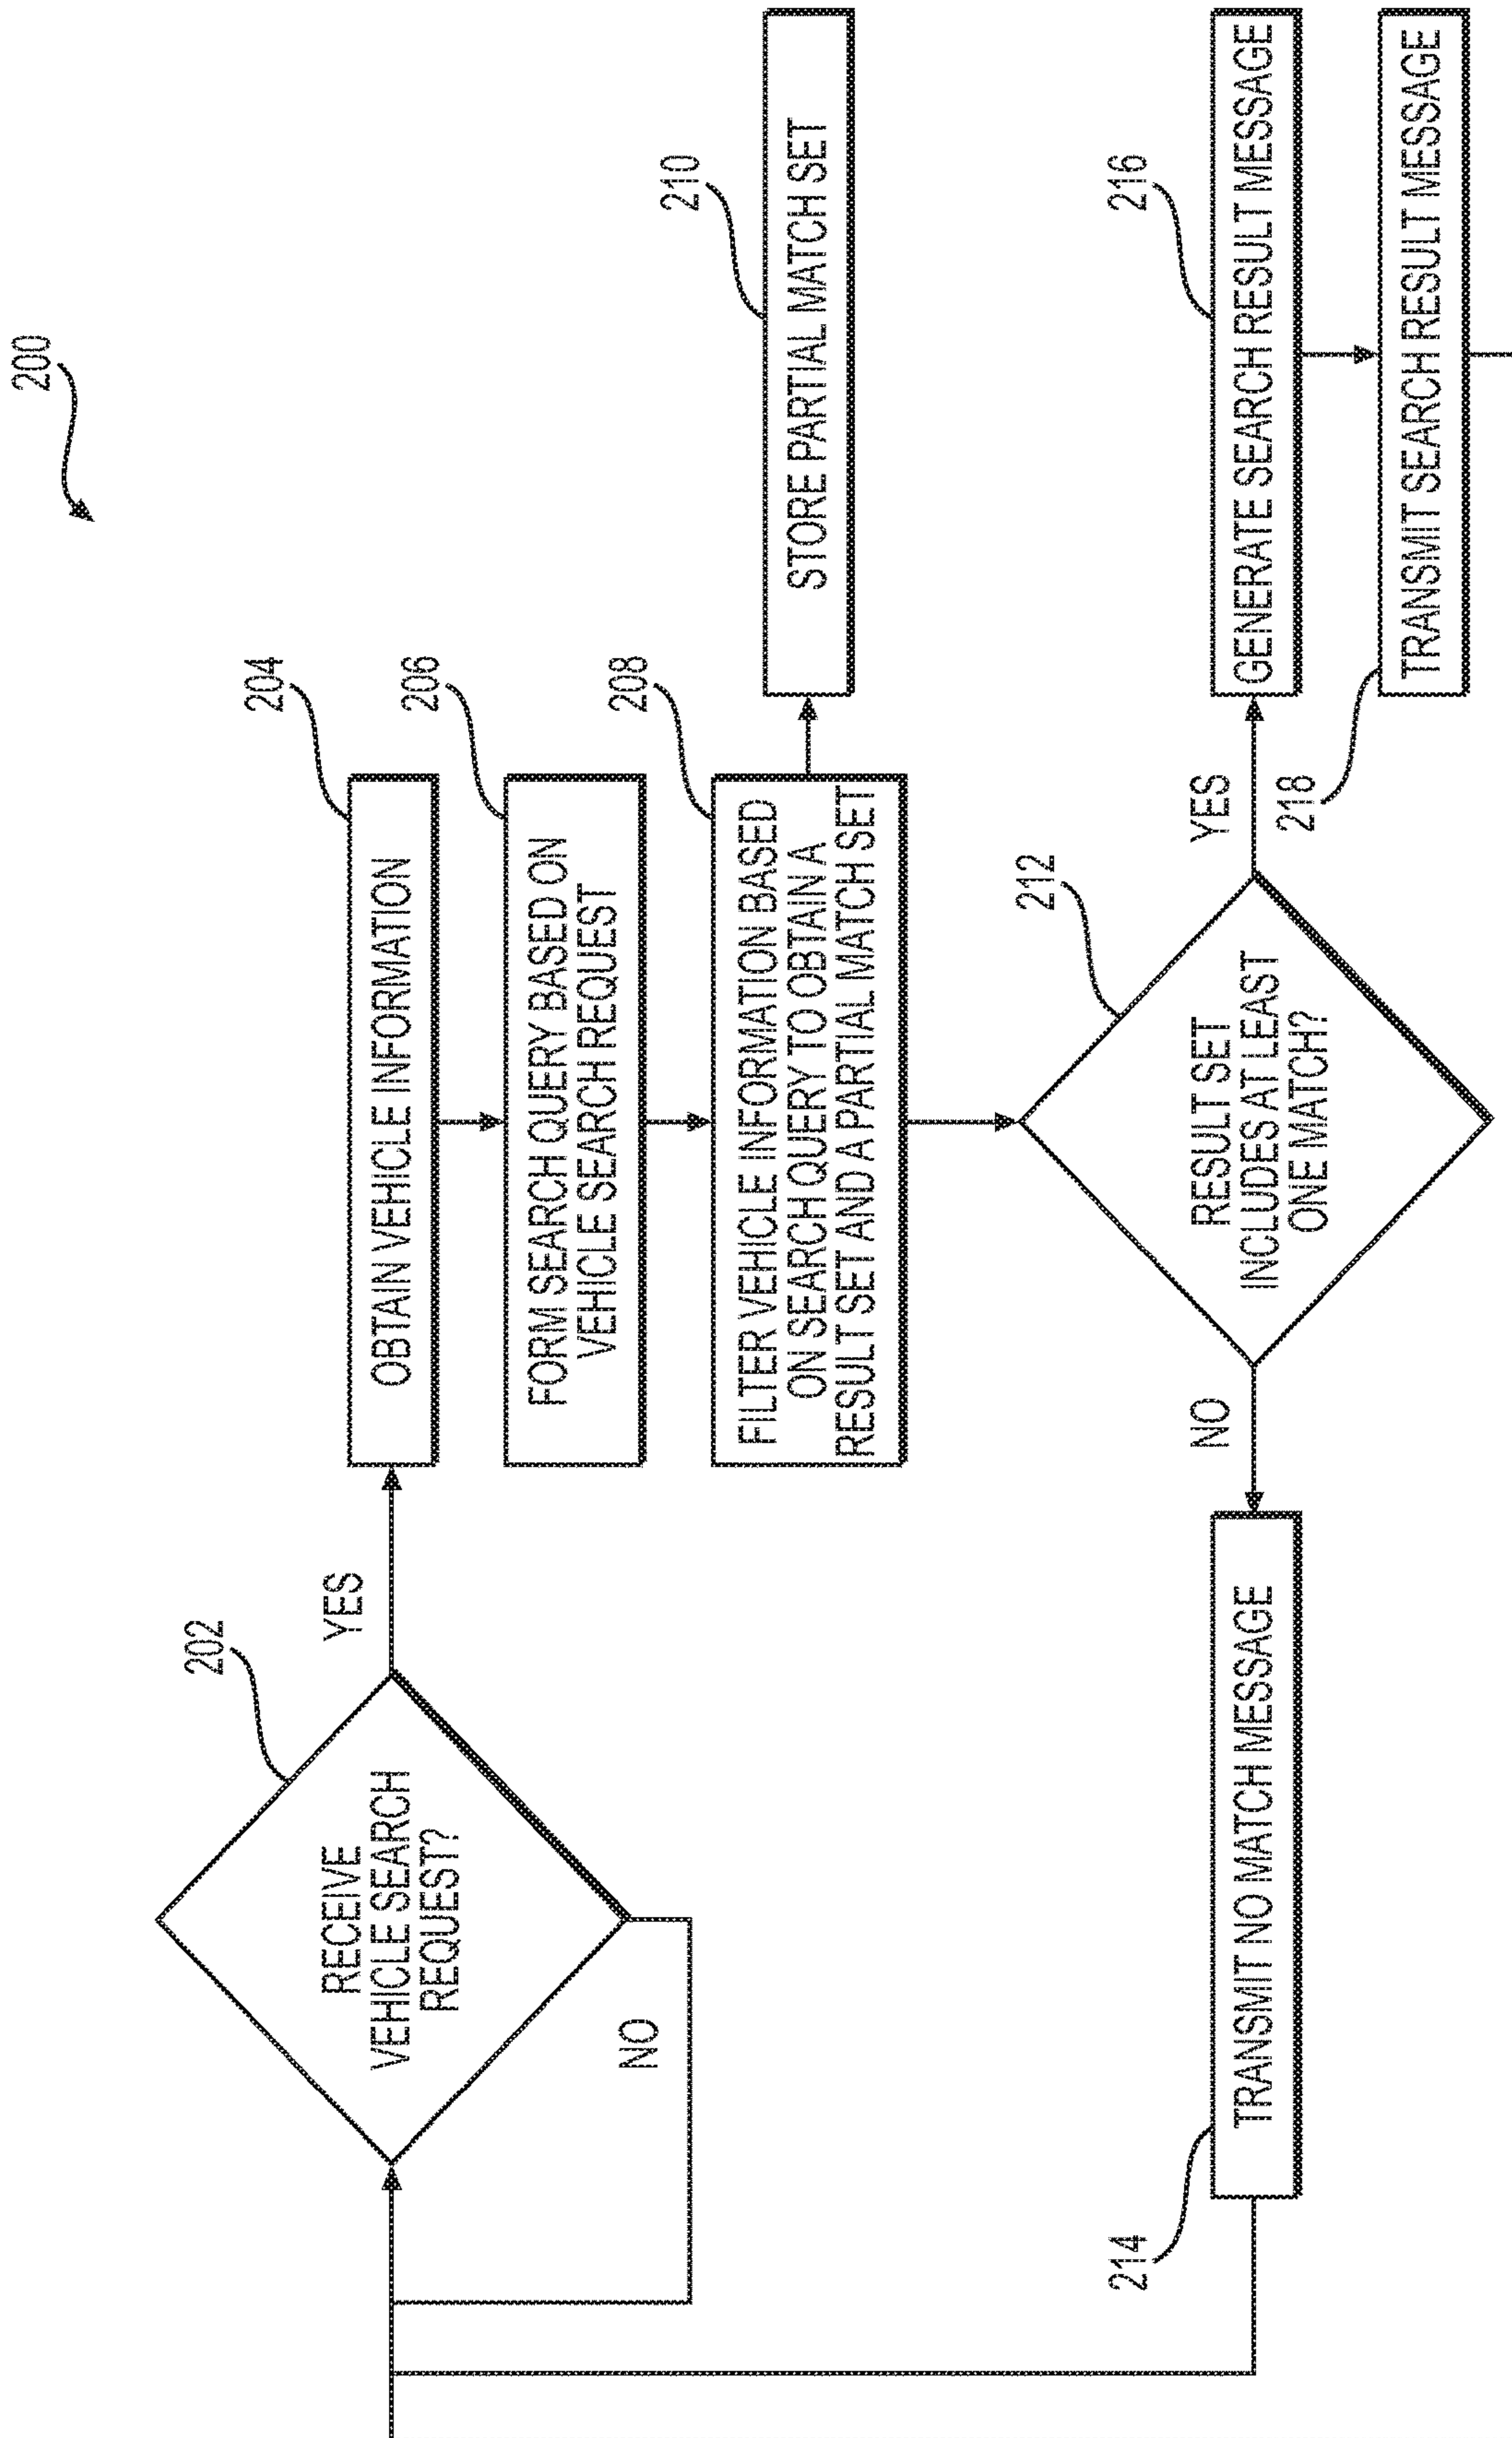 200
202
RECEIVE
VEHICLE SEARCH
REQUEST?
YES
NO
204
OBTAIN VEHICLE INFORMATION
206
FORM SEARCH QUERY BASED ON
VEHICLE SEARCH REQUEST
208
FILTER VEHICLE INFORMATION BASED
ON SEARCH QUERY TO OBTAIN A
RESULT SET AND A PARTIAL MATCH SET
210
STORE PARTIAL MATCH SET
212
RESULT SET
INCLUDES AT LEAST
ONE MATCH?
NO
YES
214
TRANSMIT NO MATCH MESSAGE
216
GENERATE SEARCH RESULT MESSAGE
218
TRANSMIT SEARCH RESULT MESSAGE